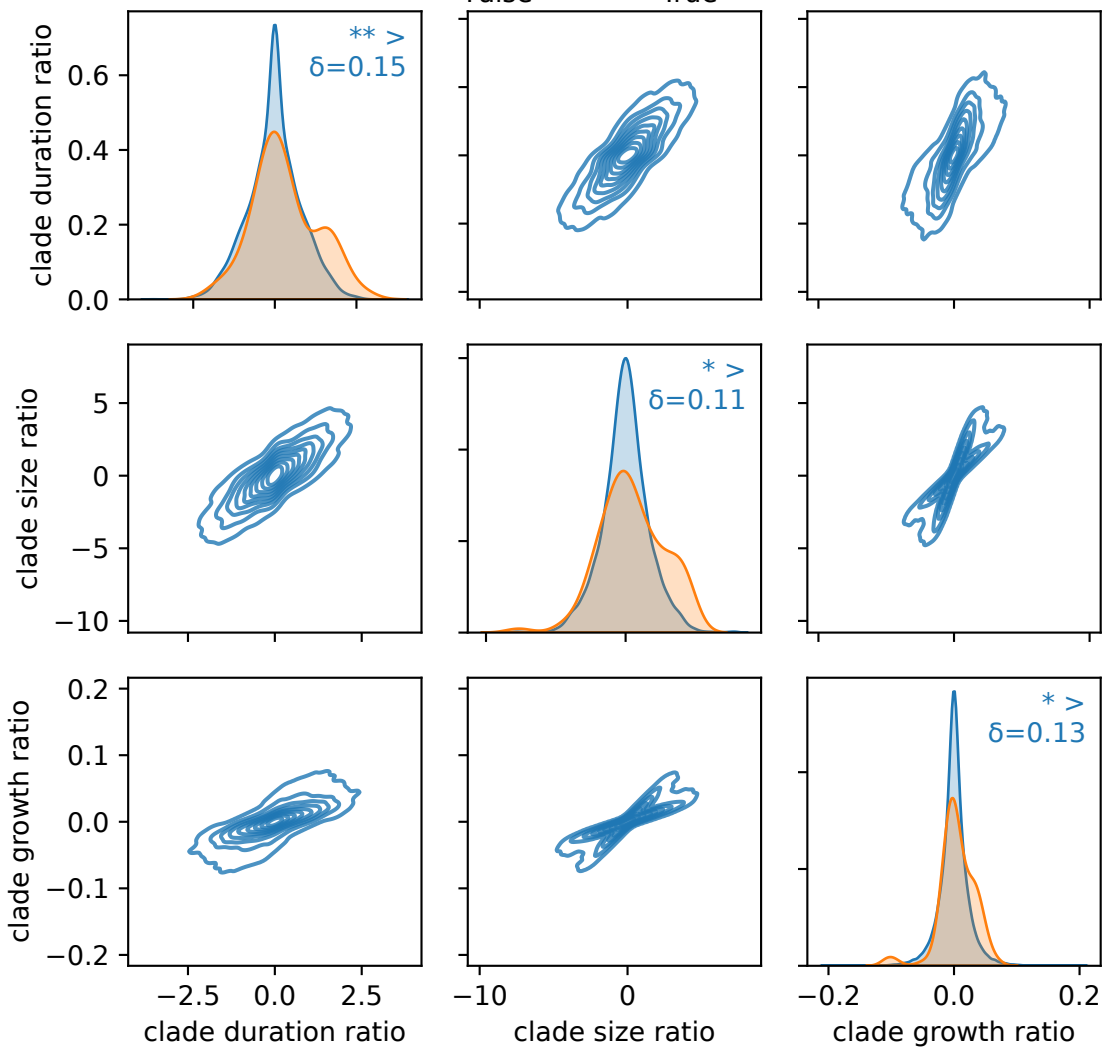 clade duration ratio
0.6
0.4
0.2
0.0
** >
δ=0.15
clade size ratio
5
0
−5
−10
* >
δ=0.11
clade growth ratio
0.2
0.1
0.0
−0.1
−0.2
* >
δ=0.13
−2.5 0.0 2.5
−10 0
−0.2 0.0 0.2
clade duration ratio
clade size ratio
clade growth ratio